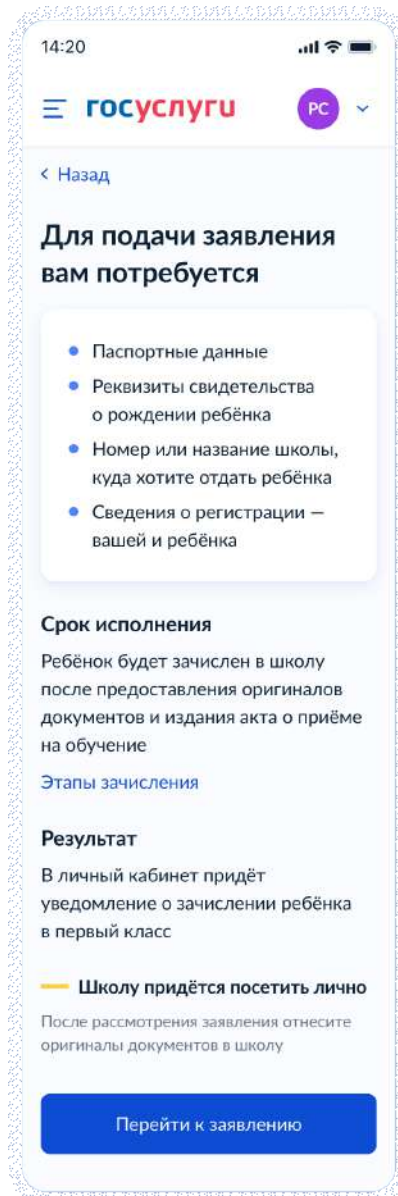 14:20
госуслуги
РС
Назад
Для подачи заявления
вам потребуется
Паспортные данные
Реквизиты свидетельства
о рождении ребёнка
Номер или название школы,
куда хотите отдать ребёнка
Сведения о регистрации —
вашей и ребёнка
Срок исполнения
Ребёнок будет зачислен в школу
после предоставления оригиналов
документов и издания акта о приёме
на обучение
Этапы зачисления
Результат
В личный кабинет придёт
уведомление о зачислении ребёнка
в первый класс
Школу придётся посетить лично
После рассмотрения заявления отнесите
оригиналы документов в школу
Перейти к заявлению